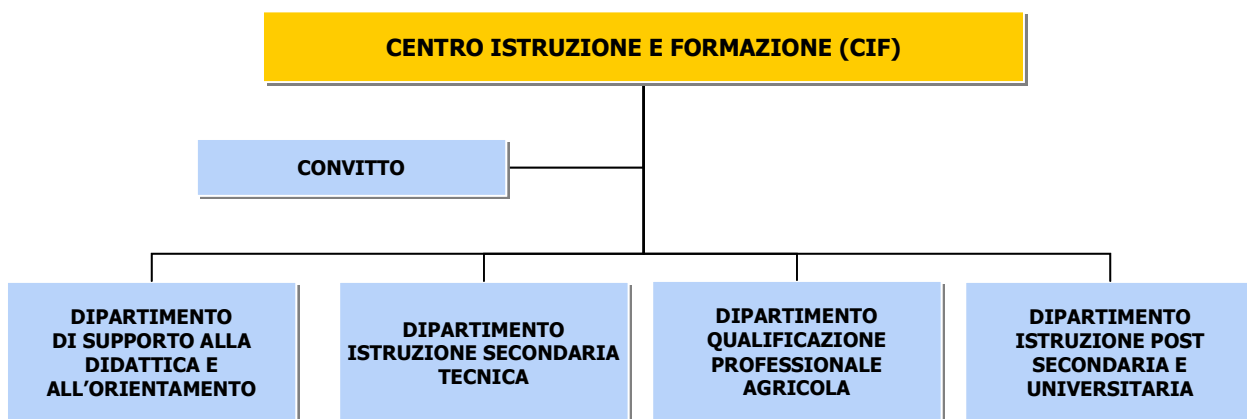 CENTRO ISTRUZIONE E FORMAZIONE (CIF)
CONVITTO
DIPARTIMENTO
DI SUPPORTO ALLA
DIDATTICA E
ALL’ORIENTAMENTO
DIPARTIMENTO
ISTRUZIONE SECONDARIA
TECNICA
DIPARTIMENTO
QUALIFICAZIONE
PROFESSIONALE
AGRICOLA
DIPARTIMENTO
ISTRUZIONE POST
SECONDARIA E
UNIVERSITARIA